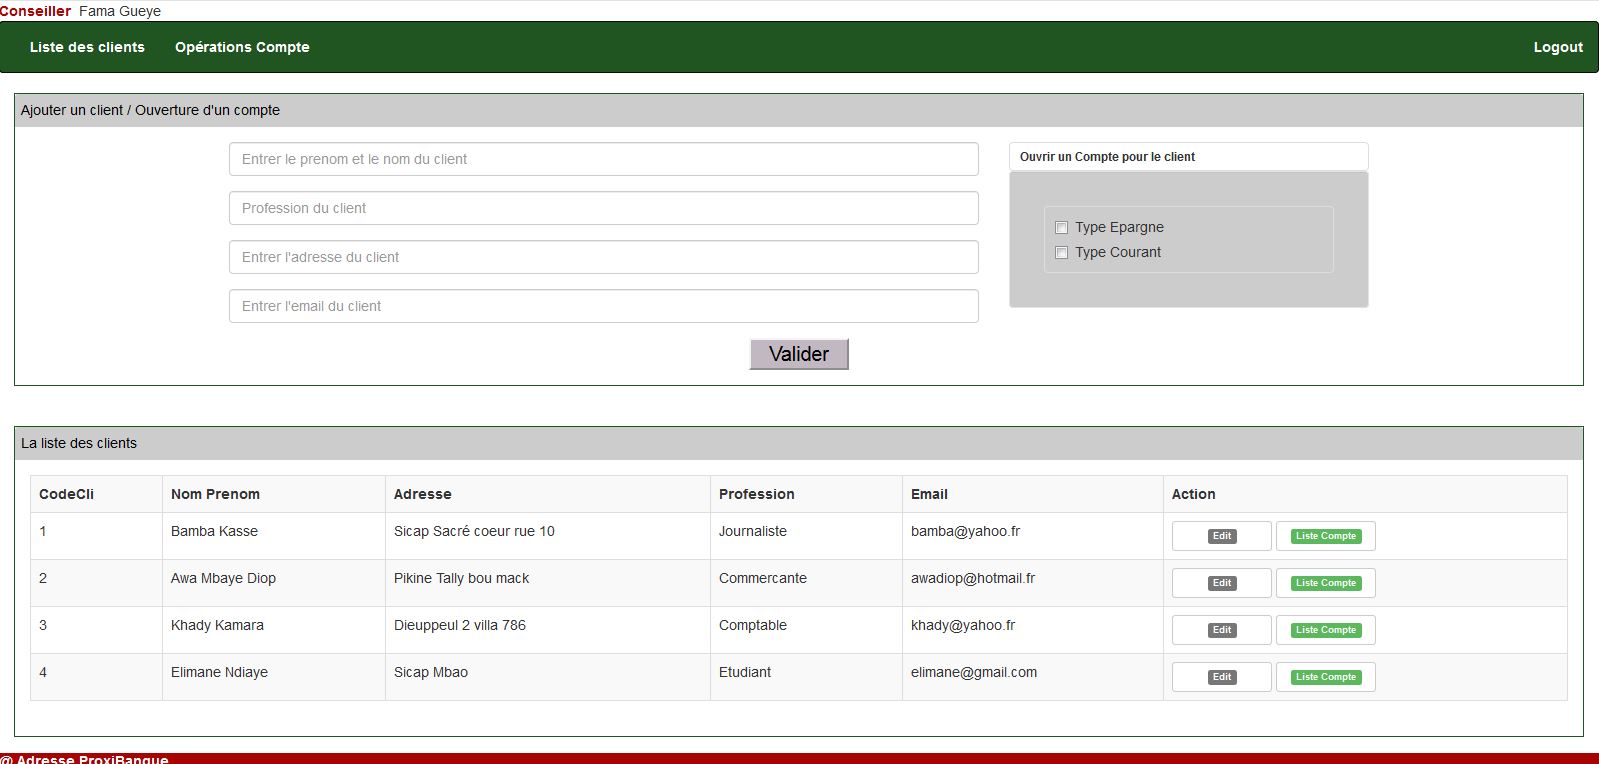 Conseiller Fama Gueye
Liste des clients Opérations Compte Logout
Ajouter un client / Ouverture d'un compte
Entrer le prenom et le nom du client
Profession du client
Entrer l'adresse du client
Entrer l'email du client
Ouvrir un Compte pour le client
Type Epargne
Type Courant
Valider
La liste des clients
CodeCli Nom Prenom Adresse Profession Email Action
1 Bamba Kasse Sicap Sacré coeur rue 10 Journaliste bamba@yahoo.fr Edit Liste Compte
2 Awa Mbaye Diop Pikine Tally bou mack Commercante awadiop@hotmail.fr Edit Liste Compte
3 Khady Kamara Dieuppeul 2 villa 786 Comptable khady@yahoo.fr Edit Liste Compte
4 Elimane Ndiaye Sicap Mbao Etudiant elimane@gmail.com Edit Liste Compte
@ Adresse ProxiBanque